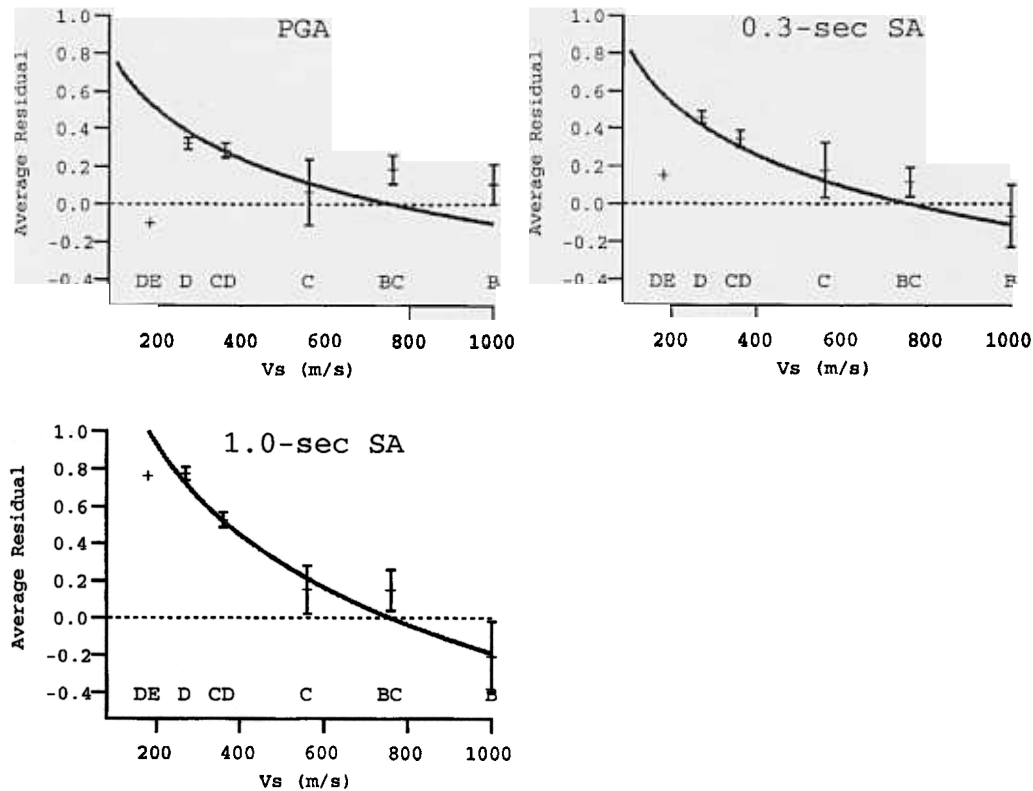 PGA
Average Residual
1.0
0.8
0.6
0.4
0.2
0.0
-0.2
-0.4
DE D CD C BC B
200 400 600 800 1000
Vs (m/s)
0.3-sec SA
Average Residual
1.0
0.8
0.6
0.4
0.2
0.0
-0.2
-0.4
DE D CD C BC B
200 400 600 800 1000
Vs (m/s)
1.0-sec SA
Average Residual
1.0
0.8
0.6
0.4
0.2
0.0
-0.2
-0.4
DE D CD C BC B
200 400 600 800 1000
Vs (m/s)